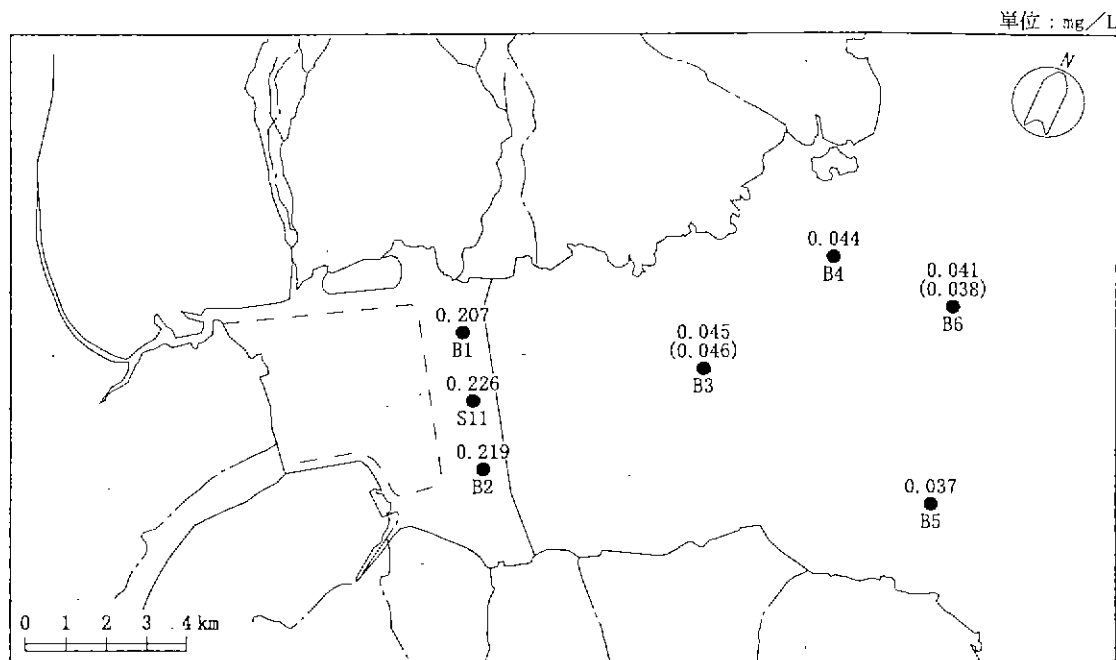 単位：mg／L
N
0.044
B4
0.041
(0.038)
B6
0.207
B1
0.045
(0.046)
B3
0.226
S11
0.219
B2
0.037
B5
0 1 2 3 4 km